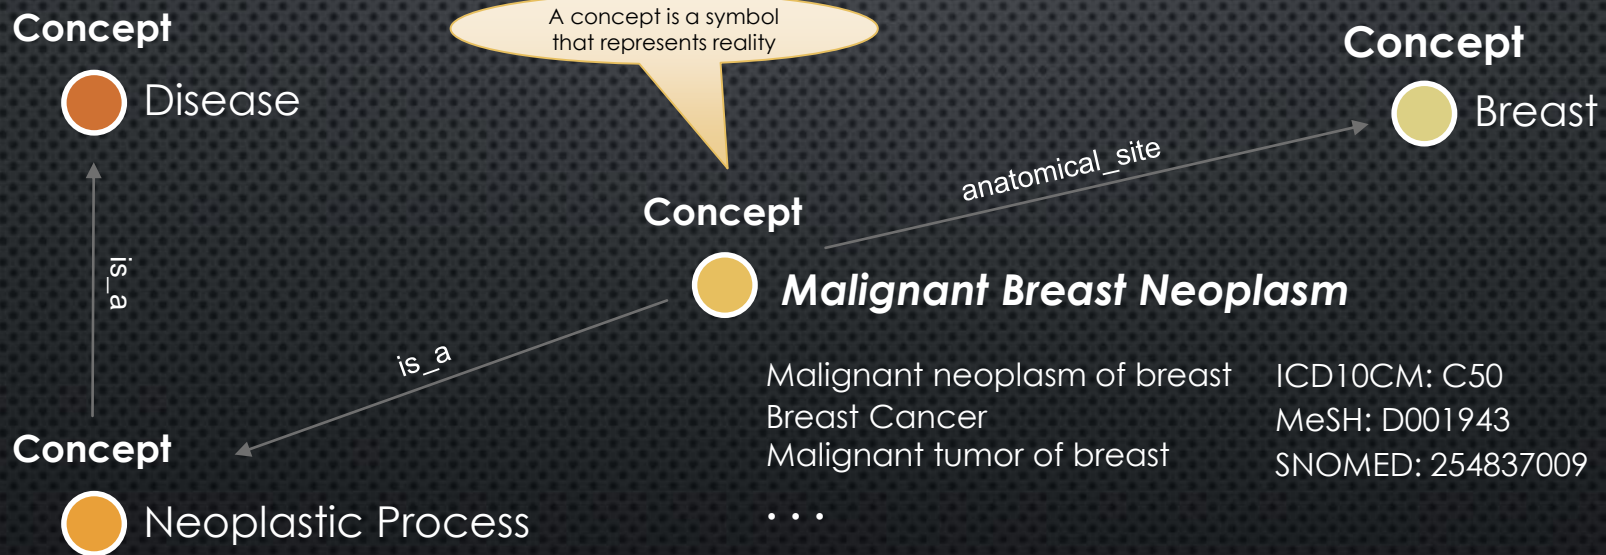 Concept
Disease
A concept is a symbol
that represents reality
Concept
Breast
anatomical_site
Concept
Malignant Breast Neoplasm
is_a
is_a
Malignant neoplasm of breast
ICD10CM: C50
Breast Cancer
MeSH: D001943
Malignant tumor of breast
SNOMED: 254837009
. . .
Concept
Neoplastic Process